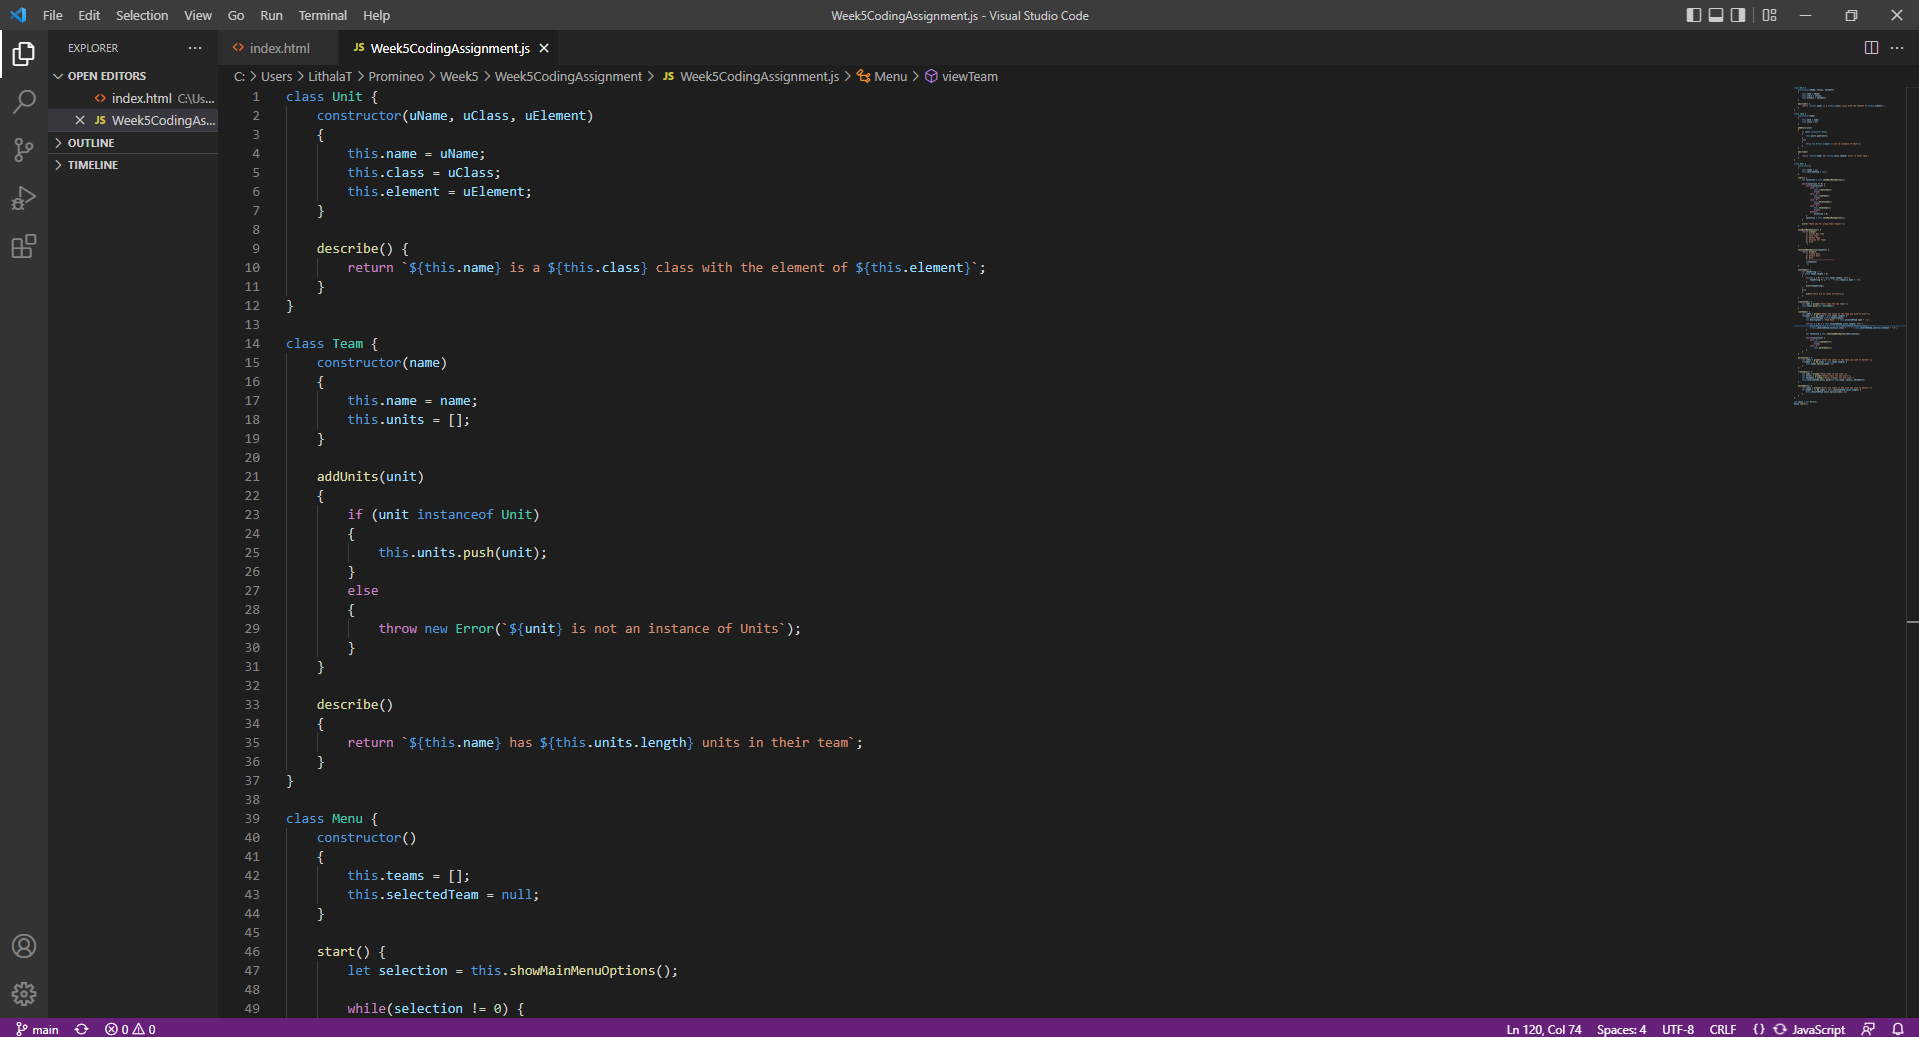 File Edit Selection View Go Run Terminal Help
Week5CodingAssignment.js - Visual Studio Code
EXPLORER
OPEN EDITORS
index.html C:\Us...
JS Week5CodingAs...
OUTLINE
TIMELINE
index.html
JS Week5CodingAssignment.js
C: > Users > LithalaT > Promineo > Week5 > Week5CodingAssignment > JS Week5CodingAssignment.js > Menu > viewTeam
1 class Unit {
2 constructor(uName, uClass, uElement)
3 {
4 this.name = uName;
5 this.class = uClass;
6 this.element = uElement;
7 }
8
9 describe() {
10 return `${this.name} is a ${this.class} class with the element of ${this.element}`;
11 }
12 }
13
14 class Team {
15 constructor(name)
16 {
17 this.name = name;
18 this.units = [];
19 }
20
21 addUnits(unit)
22 {
23 if (unit instanceof Unit)
24 {
25 this.units.push(unit);
26 }
27 else
28 {
29 throw new Error(`${unit} is not an instance of Units`);
30 }
31 }
32
33 describe()
34 {
35 return `${this.name} has ${this.units.length} units in their team`;
36 }
37 }
38
39 class Menu {
40 constructor()
41 {
42 this.teams = [];
43 this.selectedTeam = null;
44 }
45
46 start() {
47 let selection = this.showMainMenuOptions();
48
49 while(selection != 0) {
main 0 0
Ln 120, Col 74 Spaces: 4 UTF-8 CRLF {} JavaScript